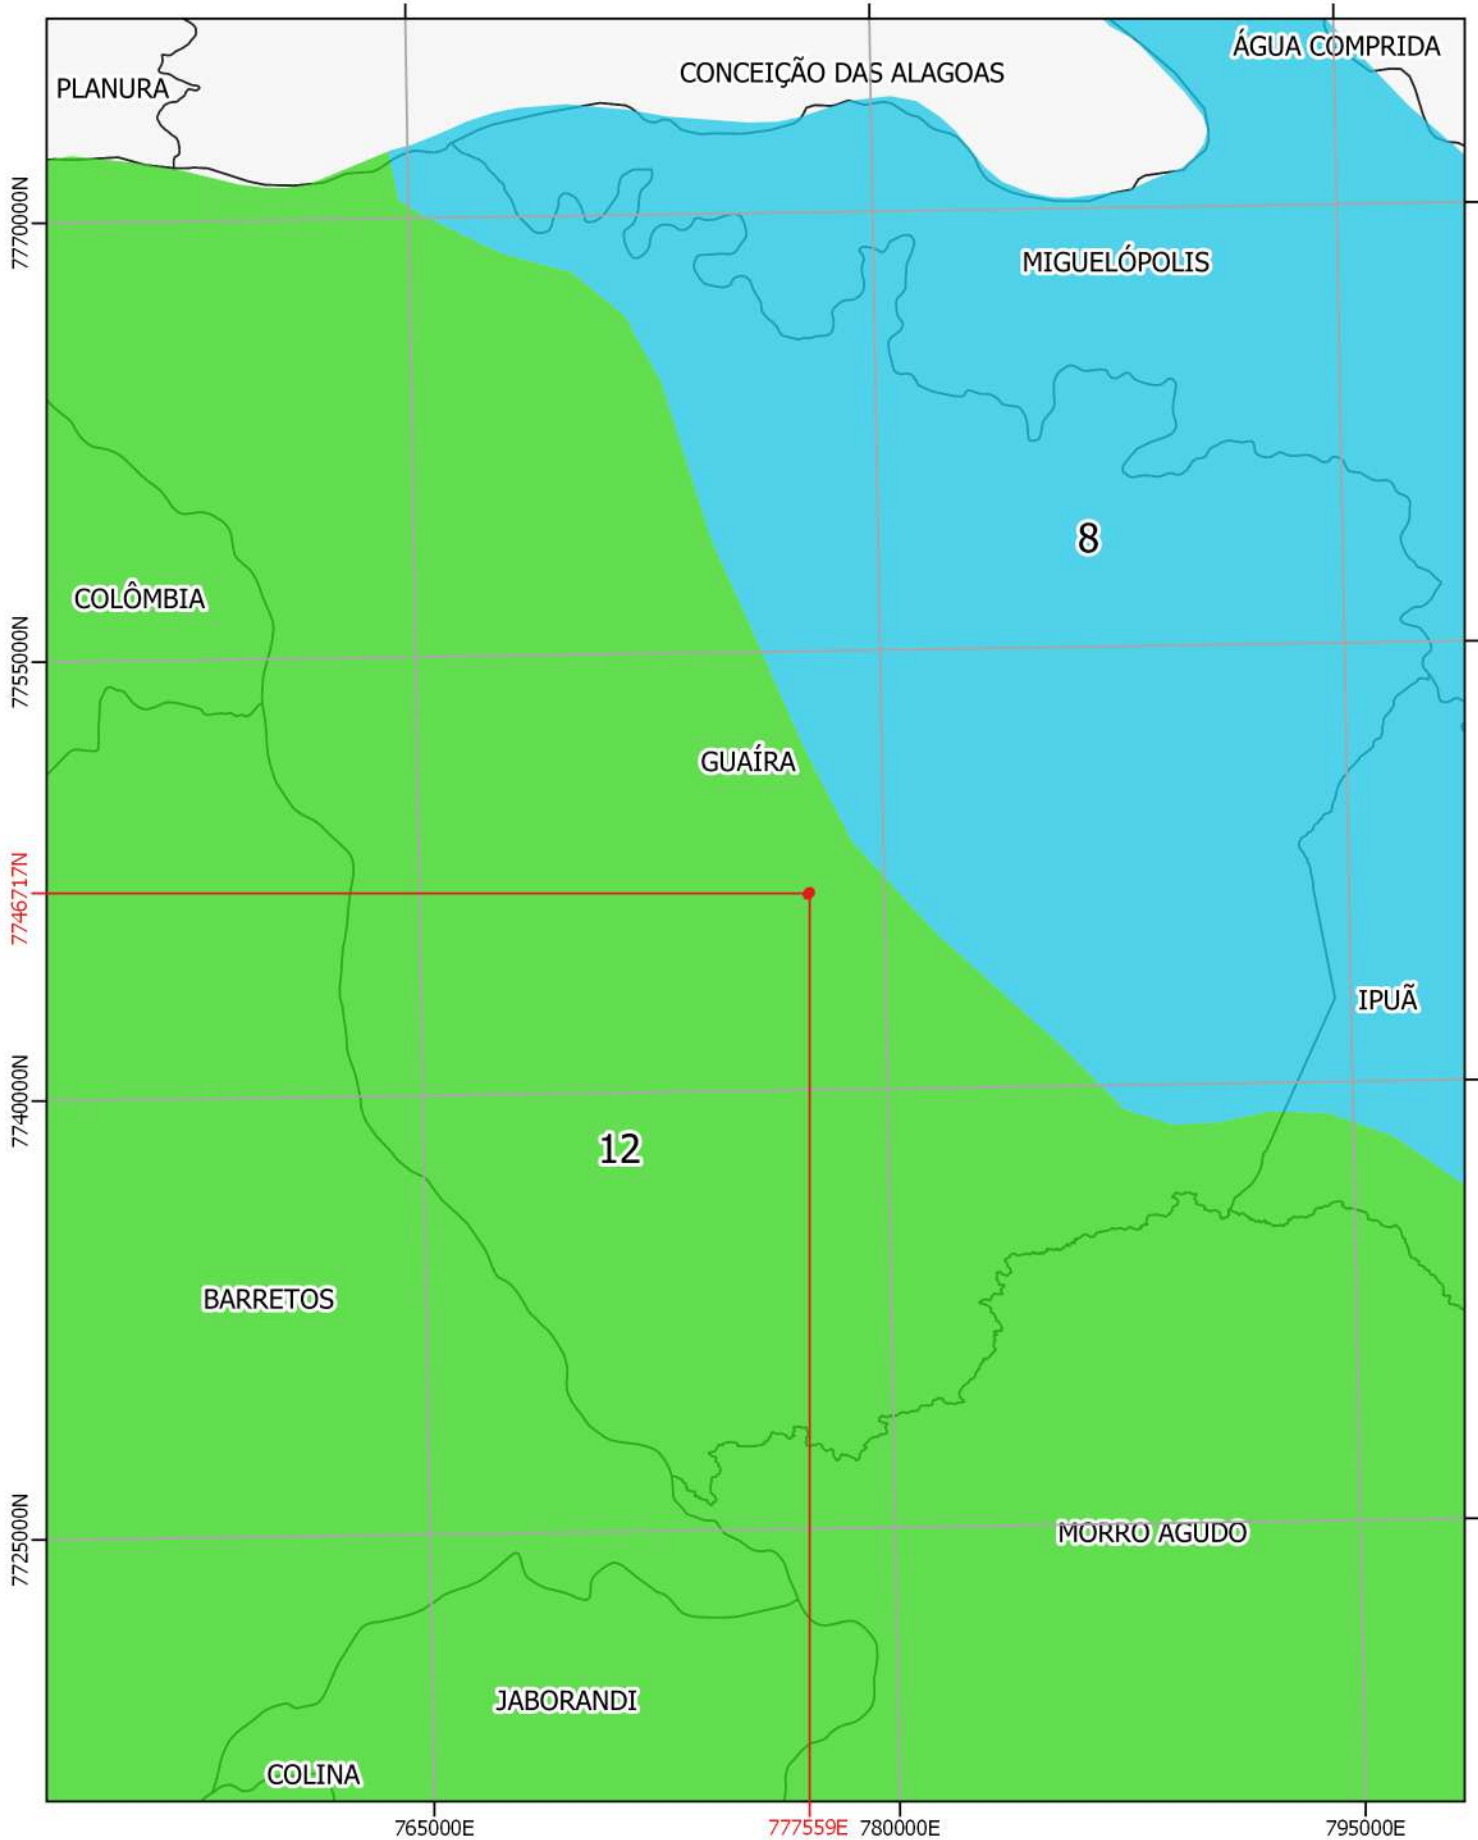 ÁGUA COMPRIDA
CONCEIÇÃO DAS ALAGOAS
PLANURA
7770000N
MIGUELÓPOLIS
8
COLÔMBIA
7755000N
GUAÍRA
7746717N
IPUÃ
7740000N
12
BARRETOS
7725000N
MORRO AGUDO
JABORANDI
COLINA
765000E
777559E
780000E
795000E